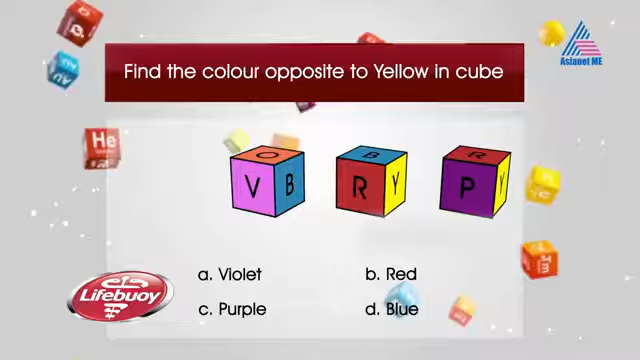 Asianet ME
Find the colour opposite to Yellow in cube
He
O
V B
B
R Y
R
P Y
a. Violet
b. Red
c. Purple
d. Blue
Lifebuoy